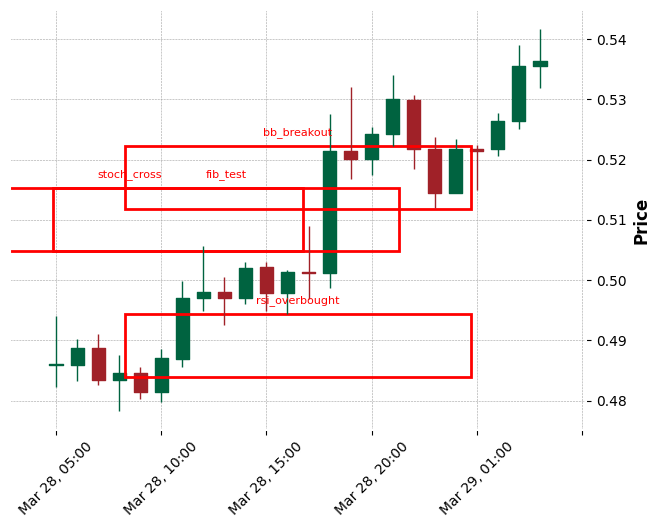 0.54
0.53
bb_breakout
0.52
stoch_cross
fib_test
0.51
Price
0.50
rsi_overbought
0.49
0.48
Mar 28, 05:00
Mar 28, 10:00
Mar 28, 15:00
Mar 28, 20:00
Mar 29, 01:00